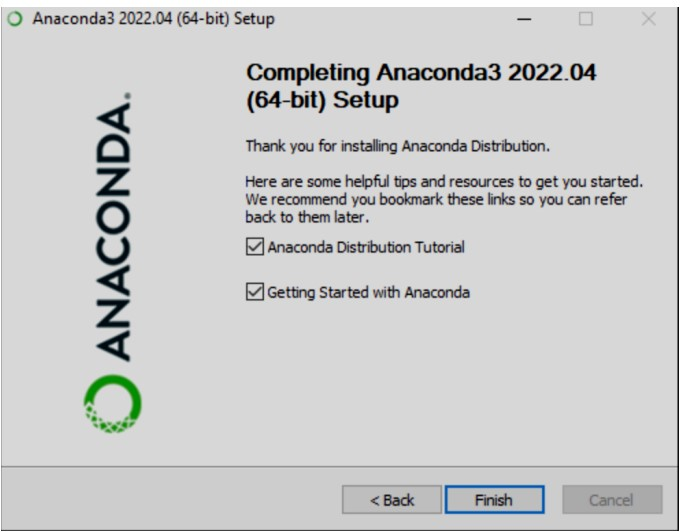 Anaconda3 2022.04 (64-bit) Setup
ANACONDA.
Completing Anaconda3 2022.04
(64-bit) Setup
Thank you for installing Anaconda Distribution.
Here are some helpful tips and resources to get you started.
We recommend you bookmark these links so you can refer
back to them later.
Anaconda Distribution Tutorial
Getting Started with Anaconda
< Back
Finish
Cancel